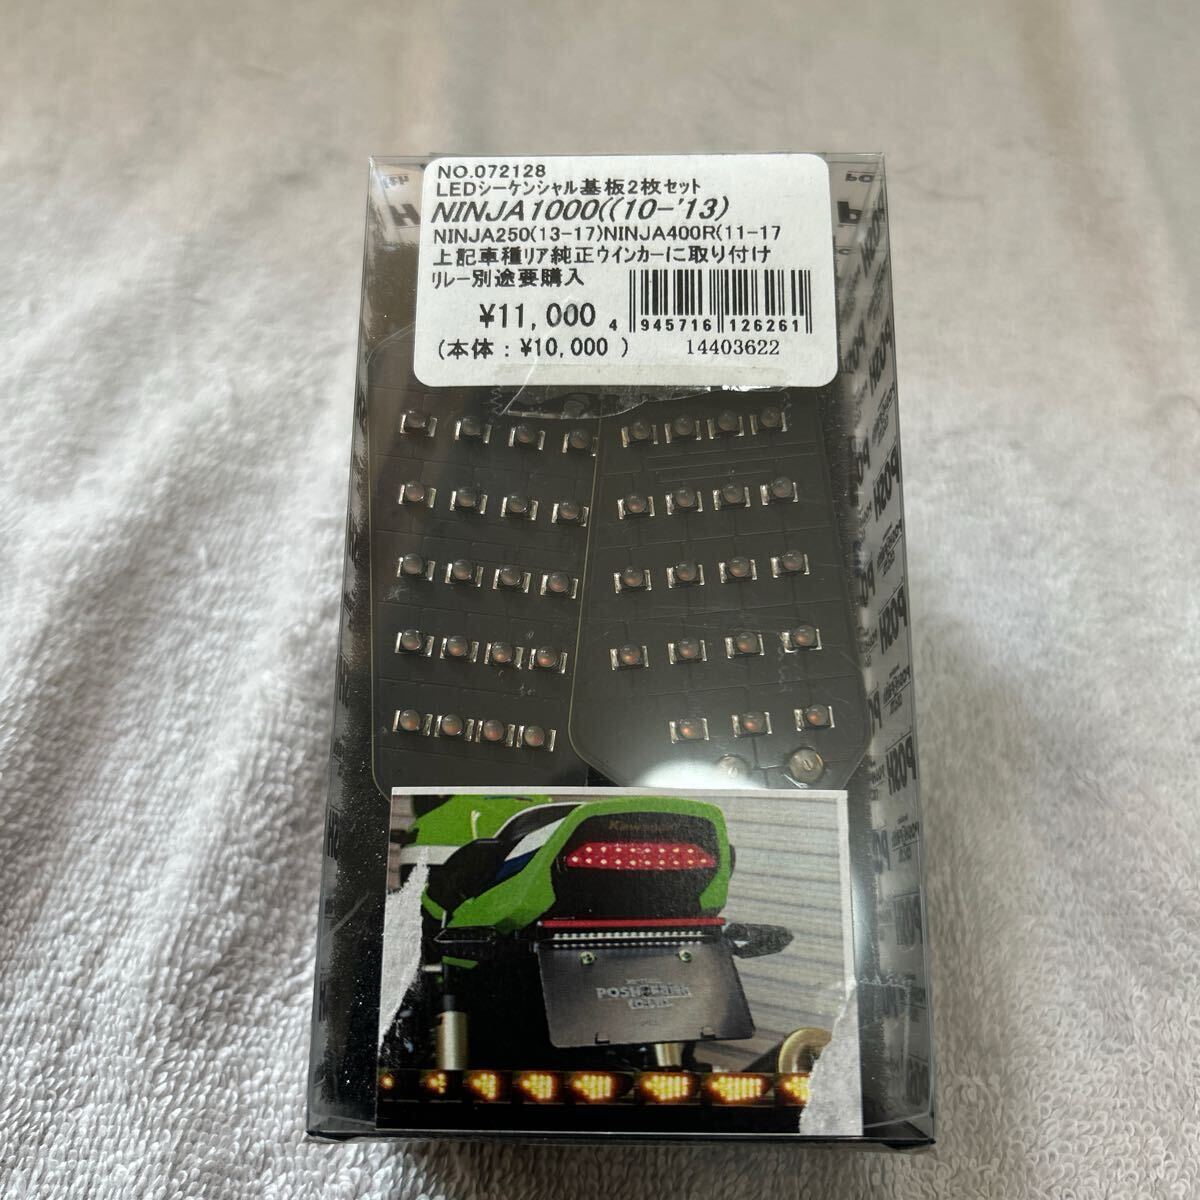 NO.072128
LEDシーケンシャル基板2枚セット
NINJA1000((10-'13)
NINJA250(13-17)NINJA400R(11-17
上記車種リア純正ウインカーに取り付け
リレー別途要購入
¥11,000
4 945716 126261
(本体：¥10,000 )
14403622
Kawasaki
POSH
POSH
POSH